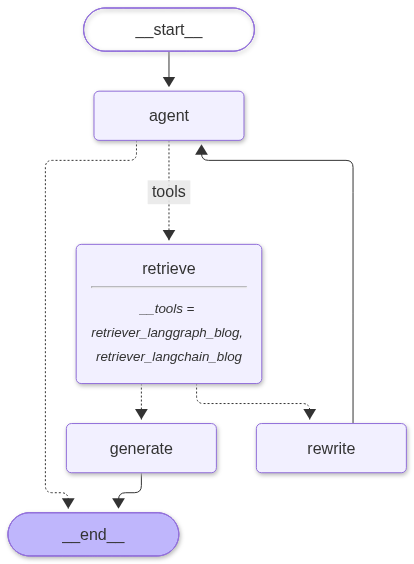 __start__
agent
tools
retrieve
__tools =
retriever_langgraph_blog,
retriever_langchain_blog
generate
rewrite
__end__